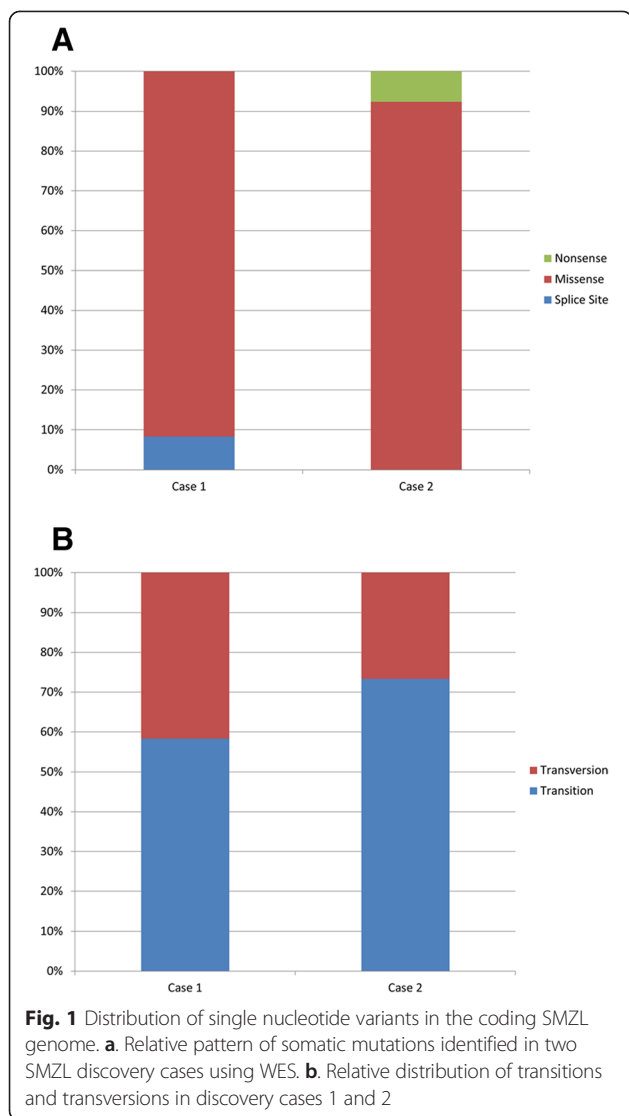 A
100%
90%
80%
70%
60%
50%
40%
30%
20%
10%
0%
Case 1
Case 2
Nonsense
Missense
Splice Site
B
100%
90%
80%
70%
60%
50%
40%
30%
20%
10%
0%
Case 1
Case 2
Transversion
Transition
Fig. 1 Distribution of single nucleotide variants in the coding SMZL
genome. a. Relative pattern of somatic mutations identified in two
SMZL discovery cases using WES. b. Relative distribution of transitions
and transversions in discovery cases 1 and 2